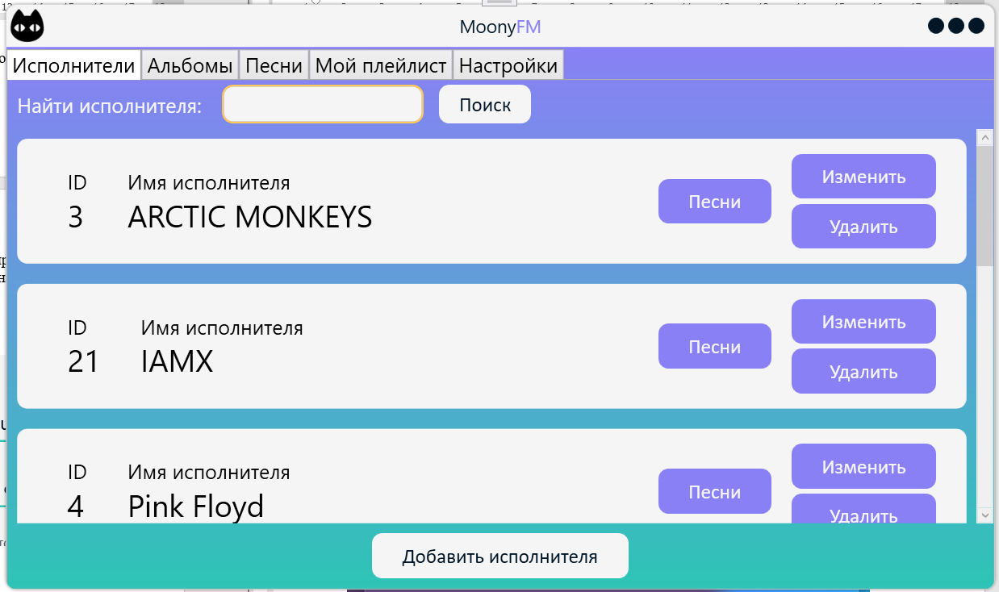 MoonyFM
Исполнители Альбомы Песни Мой плейлист Настройки
Найти исполнителя: Поиск
ID Имя исполнителя
3 ARCTIC MONKEYS
Песни
Изменить
Удалить
ID Имя исполнителя
21 IAMX
Песни
Изменить
Удалить
ID Имя исполнителя
4 Pink Floyd
Песни
Изменить
Удалить
Добавить исполнителя